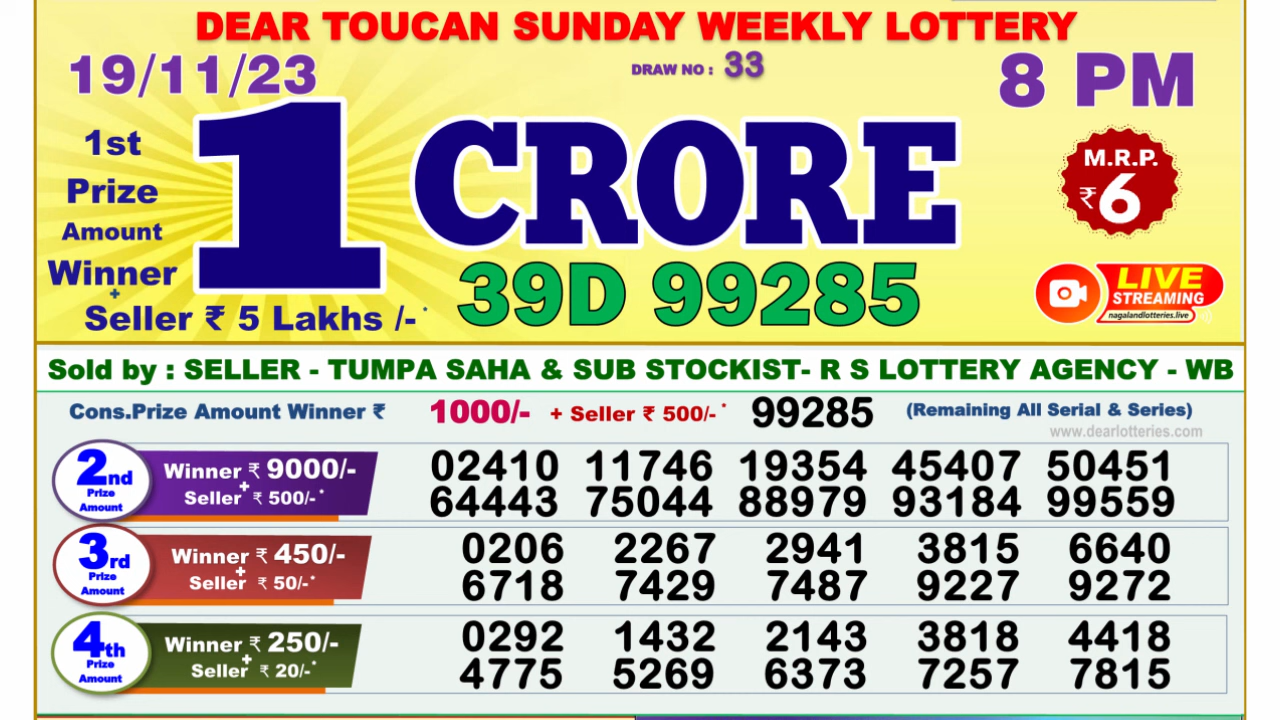 DEAR TOUCAN SUNDAY WEEKLY LOTTERY
19/11/23 DRAW NO : 33 8 PM
1st Prize Amount Winner + Seller ₹ 5 Lakhs /-*
1 CRORE
39D 99285
M.R.P. ₹6
LIVE STREAMING
nagalandlotteries.live
Sold by : SELLER - TUMPA SAHA & SUB STOCKIST- R S LOTTERY AGENCY - WB
Cons.Prize Amount Winner ₹ 1000/- + Seller ₹ 500/-* 99285 (Remaining All Serial & Series)
www.dearlotteries.com
2nd Prize Amount
Winner ₹ 9000/-
+
Seller ₹ 500/-*
02410 11746 19354 45407 50451
64443 75044 88979 93184 99559
3rd Prize Amount
Winner ₹ 450/-
+
Seller ₹ 50/-*
0206 2267 2941 3815 6640
6718 7429 7487 9227 9272
4th Prize Amount
Winner ₹ 250/-
+
Seller ₹ 20/-*
0292 1432 2143 3818 4418
4775 5269 6373 7257 7815